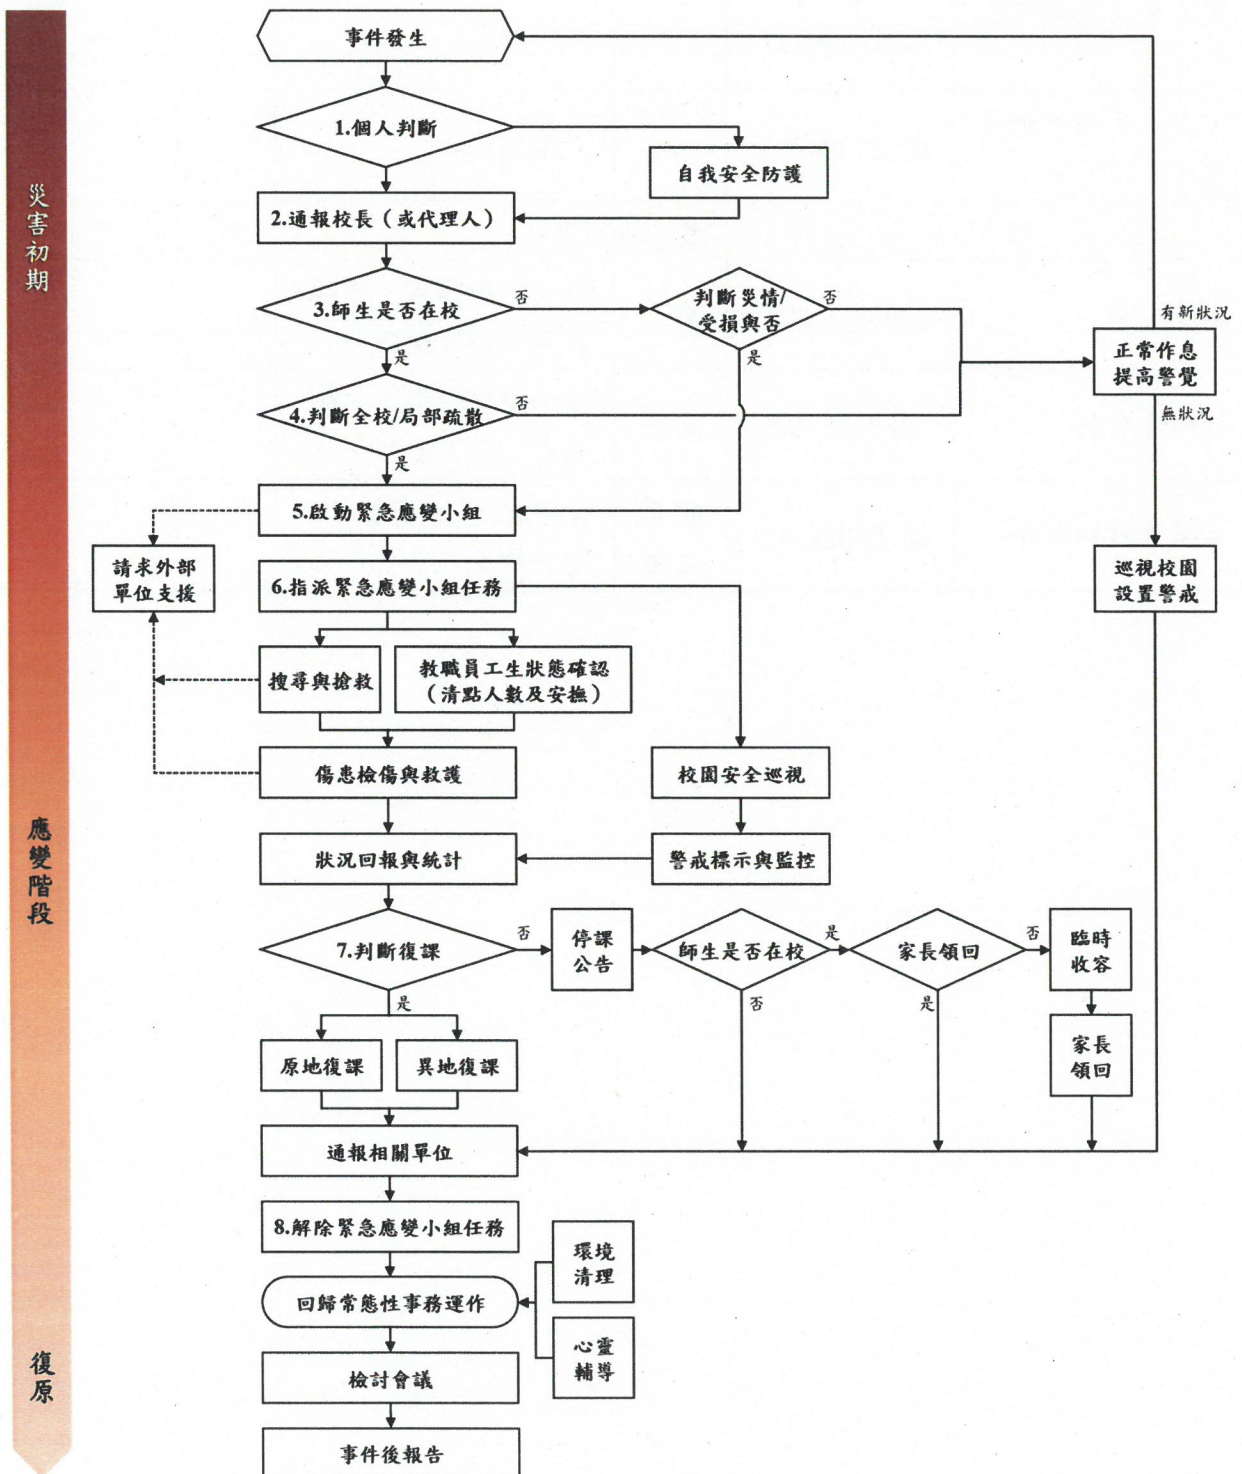 災害初期
應變階段
復原
事件發生
1.個人判斷
自我安全防護
2.通報校長（或代理人）
3.師生是否在校
否
是
判斷災情/
受損與否
否
是
有新狀況
正常作息
提高警覺
無狀況
4.判斷全校/局部疏散
否
是
5.啟動緊急應變小組
請求外部
單位支援
6.指派緊急應變小組任務
巡視校園
設置警戒
搜尋與搶救
教職員工生狀態確認
（清點人數及安撫）
傷患檢傷與救護
校園安全巡視
狀況回報與統計
警戒標示與監控
7.判斷復課
否
是
停課
公告
師生是否在校
是
否
家長領回
否
是
臨時
收容
家長
領回
原地復課
異地復課
通報相關單位
8.解除緊急應變小組任務
環境
清理
回歸常態性事務運作
心靈
輔導
檢討會議
事件後報告